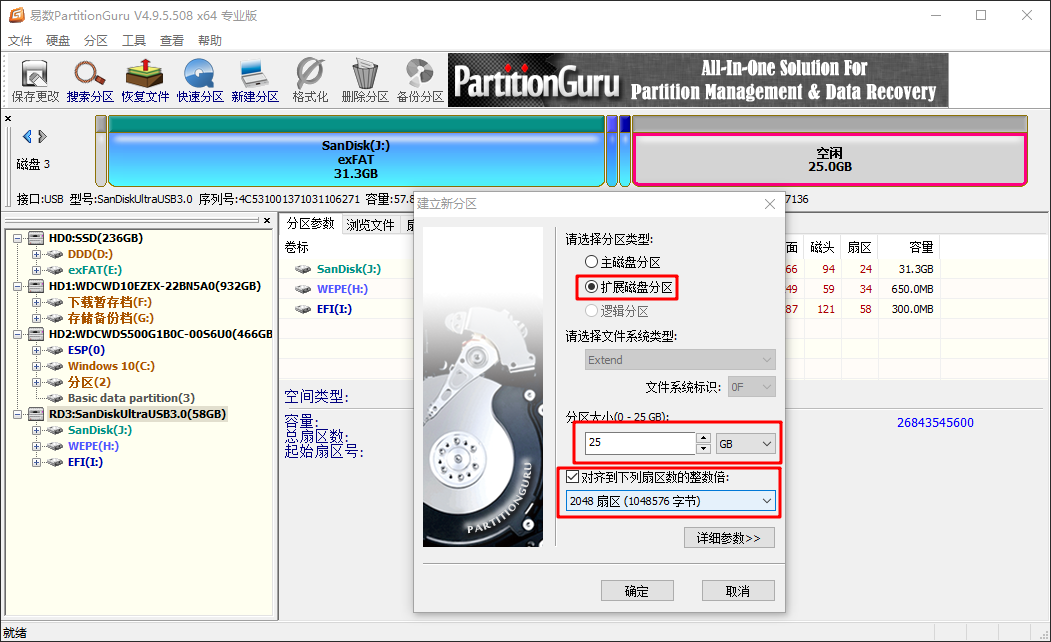 易数PartitionGuru V4.9.5.508 x64 专业版
文件 硬盘 分区 工具 查看 帮助
保存更改 搜索分区 恢复文件 快速分区 新建分区 格式化 删除分区 备份分区
PartitionGuru
All-In-One Solution For
Partition Management & Data Recovery
磁盘 3
SanDisk(J:)
exFAT
31.3GB
空闲
25.0GB
接口:USB 型号:SanDiskUltraUSB3.0 序列号:4C531001371031106271 容量:57.8
7136
HD0:SSD(236GB)
DDD(D:)
exFAT(E:)
HD1:WDCWD10EZEX-22BN5A0(932GB)
下载暂存档(F:)
存储备份档(G:)
HD2:WDCWDS500G1B0C-00S6U0(466GB
ESP(0)
Windows 10(C:)
分区(2)
Basic data partition(3)
RD3:SanDiskUltraUSB3.0(58GB)
SanDisk(J:)
WEPE(H:)
EFI(I:)
分区参数 浏览文件
卷标
面 磁头 扇区 容量
SanDisk(J:) 66 94 24 31.3GB
WEPE(H:) 49 59 34 650.0MB
EFI(I:) 87 121 58 300.0MB
空间类型:
容量:
总扇区数:
起始扇区号:
26843545600
建立新分区
PARTITIONGURU
请选择分区类型:
主磁盘分区
扩展磁盘分区
逻辑分区
请选择文件系统类型:
Extend
文件系统标识: 0F
分区大小(0 - 25 GB):
25 GB
对齐到下列扇区数的整数倍:
2048 扇区 (1048576 字节)
详细参数>>
确定 取消
就绪